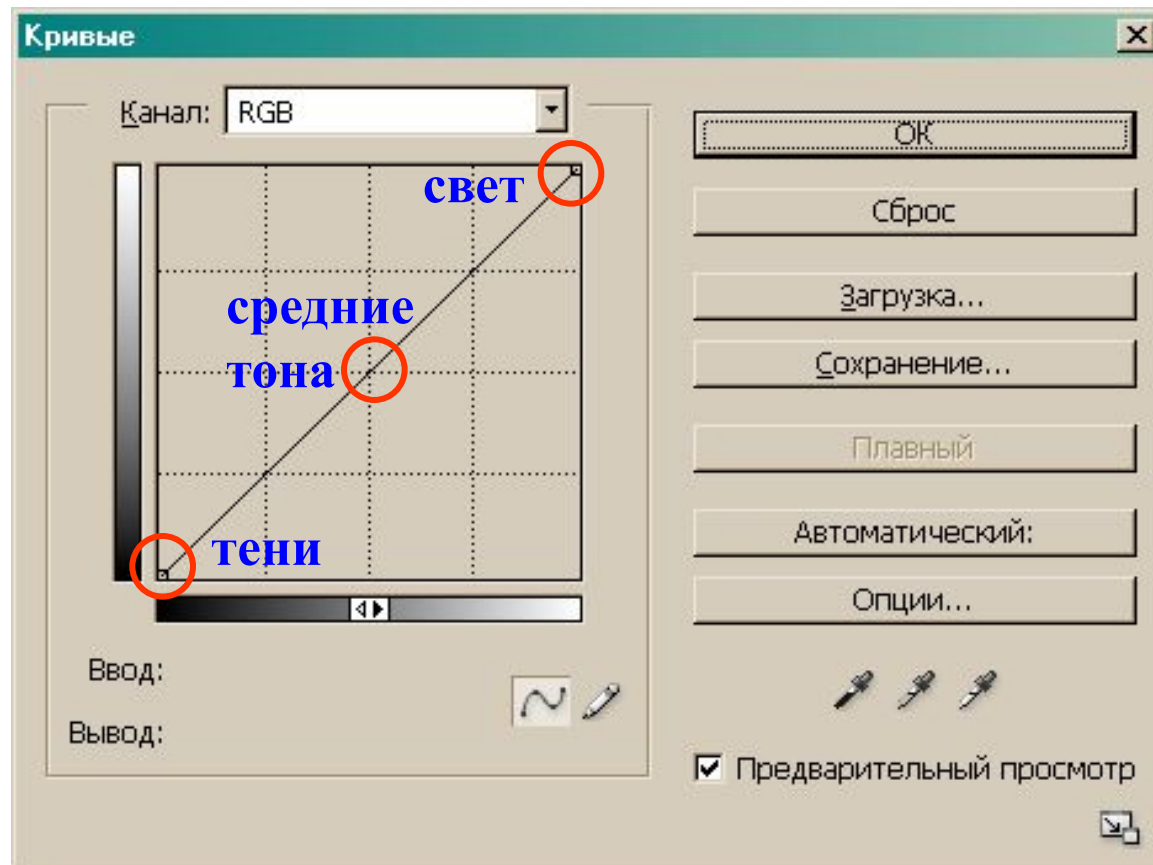 Кривые
Канал: RGB
свет
средние
тона
тени
Ввод:
Вывод:
ОК
Сброс
Загрузка...
Сохранение...
Плавный
Автоматический:
Опции...
Предварительный просмотр